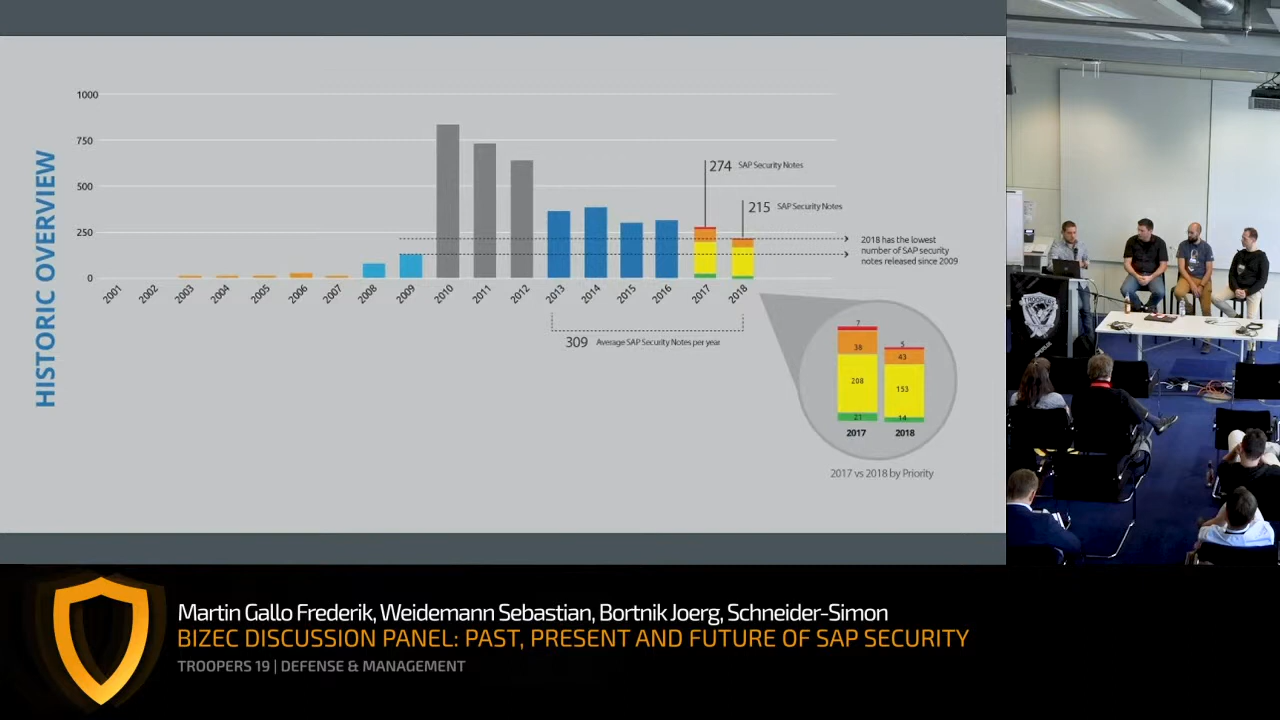 HISTORIC OVERVIEW
1000
750
500
250
0
2001
2002
2003
2004
2005
2006
2007
2008
2009
2010
2011
2012
2013
2014
2015
2016
2017
2018
274 SAP Security Notes
215 SAP Security Notes
2018 has the lowest
number of SAP security
notes released since 2009
309 Average SAP Security Notes per year
7
38
208
21
2017
5
43
153
14
2018
2017 vs 2018 by Priority
TROOPERS
Martin Gallo Frederik, Weidemann Sebastian, Bortnik Joerg, Schneider-Simon
BIZEC DISCUSSION PANEL: PAST, PRESENT AND FUTURE OF SAP SECURITY
TROOPERS 19 | DEFENSE & MANAGEMENT